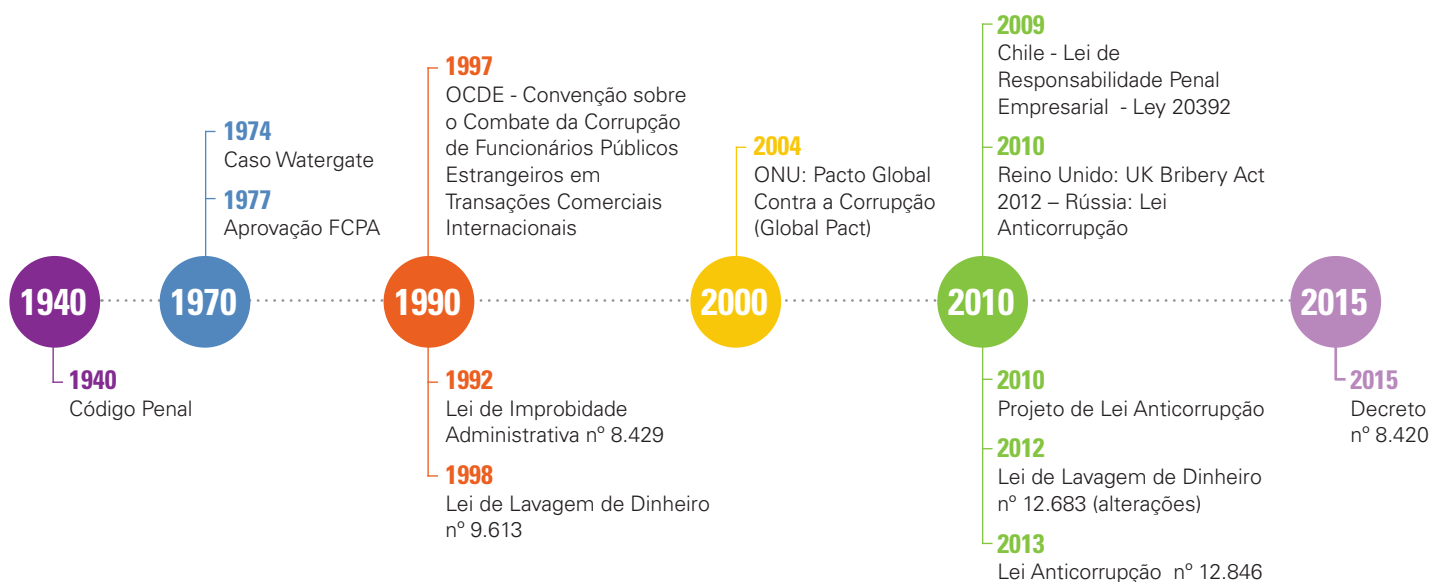 1940
1940
Código Penal
1970
1974
Caso Watergate
1977
Aprovação FCPA
1990
1997
OCDE - Convenção sobre
o Combate da Corrupção
de Funcionários Públicos
Estrangeiros em
Transações Comerciais
Internacionais
1992
Lei de Improbidade
Administrativa nº 8.429
1998
Lei de Lavagem de Dinheiro
nº 9.613
2000
2004
ONU: Pacto Global
Contra a Corrupção
(Global Pact)
2010
2009
Chile - Lei de
Responsabilidade Penal
Empresarial - Ley 20392
2010
Reino Unido: UK Bribery Act
2012 – Rússia: Lei
Anticorrupção
2010
Projeto de Lei Anticorrupção
2012
Lei de Lavagem de Dinheiro
nº 12.683 (alterações)
2013
Lei Anticorrupção nº 12.846
2015
2015
Decreto
nº 8.420